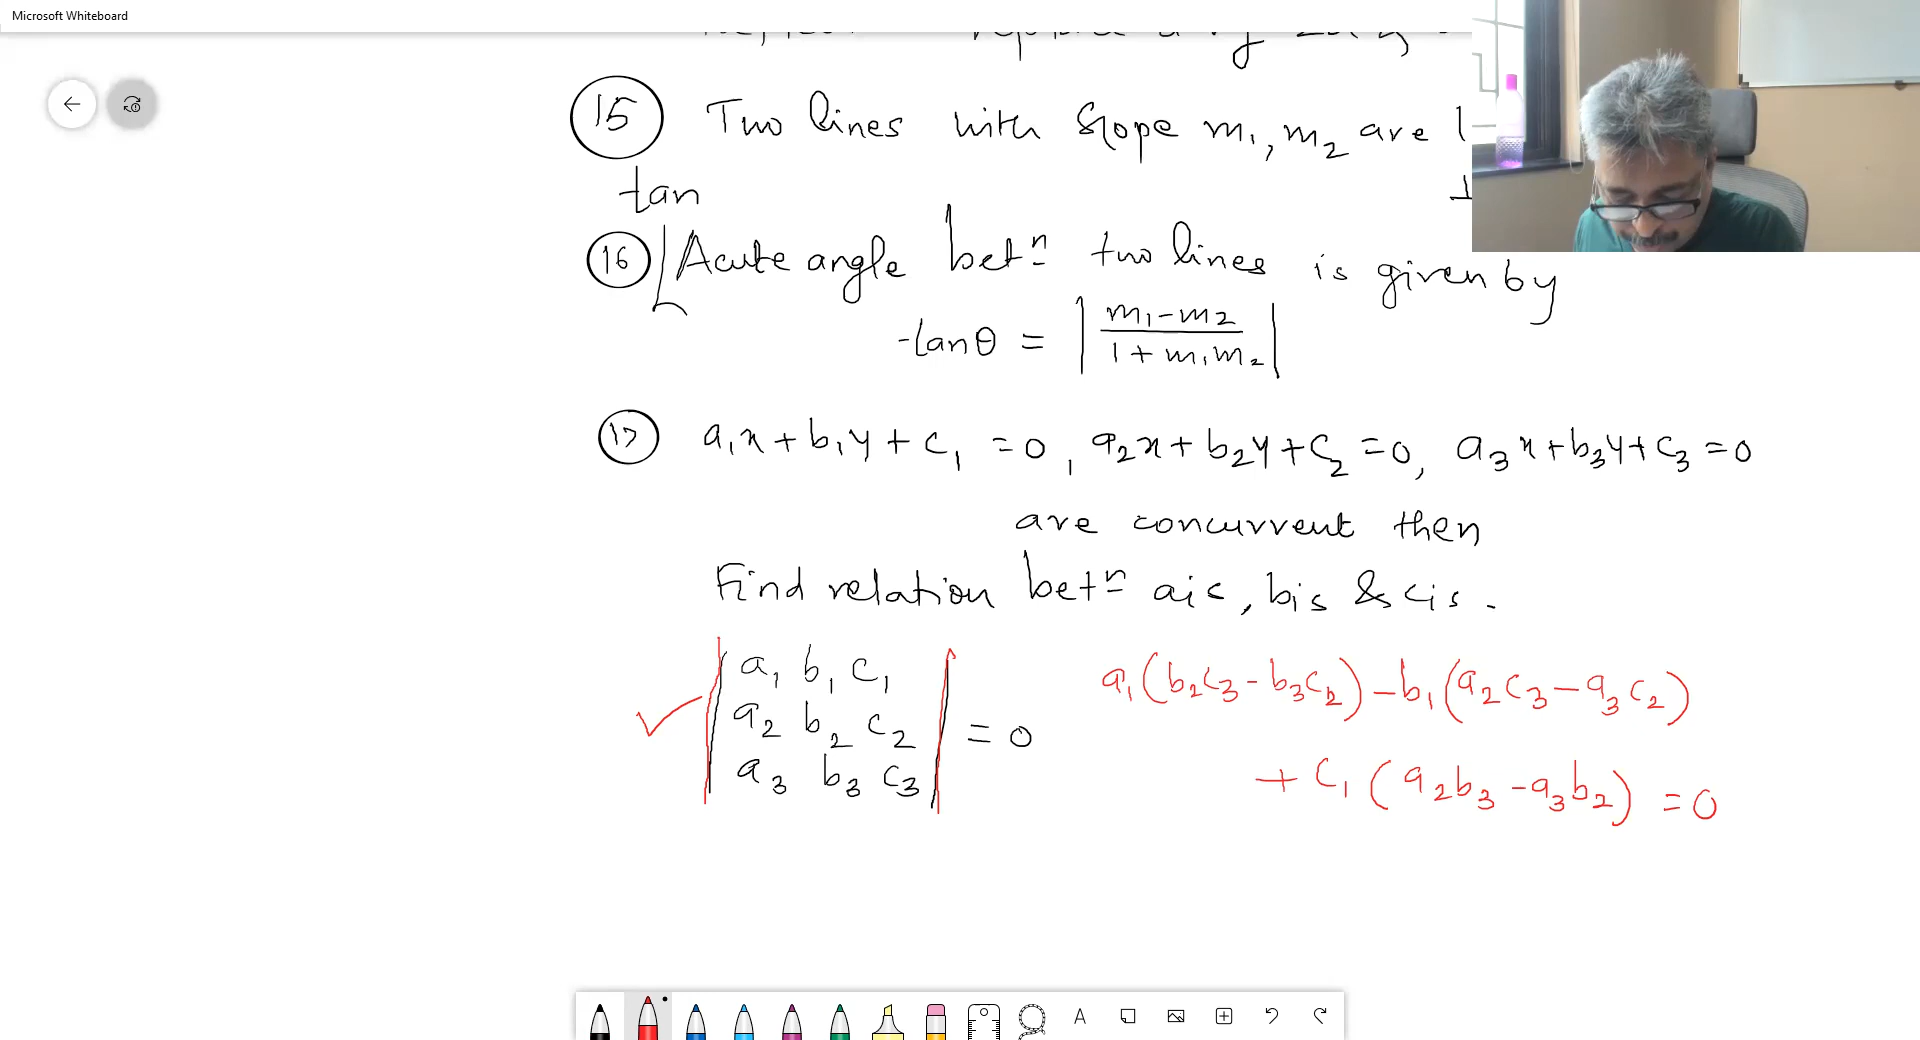 Microsoft Whiteboard
15 Two lines with slope m₁, m₂ are
tan
16 Acute angle betⁿ two lines is given by
tanθ = | (m₁ - m₂) / (1 + m₁m₂) |
17 a₁x + b₁y + c₁ = 0, a₂x + b₂y + c₂ = 0, a₃x + b₃y + c₃ = 0
are concurrent then
Find relation betⁿ aᵢs, bᵢs & cᵢs.
| a₁ b₁ c₁ |
| a₂ b₂ c₂ | = 0
| a₃ b₃ c₃ |
a₁(b₂c₃ - b₃c₂) - b₁(a₂c₃ - a₃c₂)
+ c₁(a₂b₃ - a₃b₂) = 0